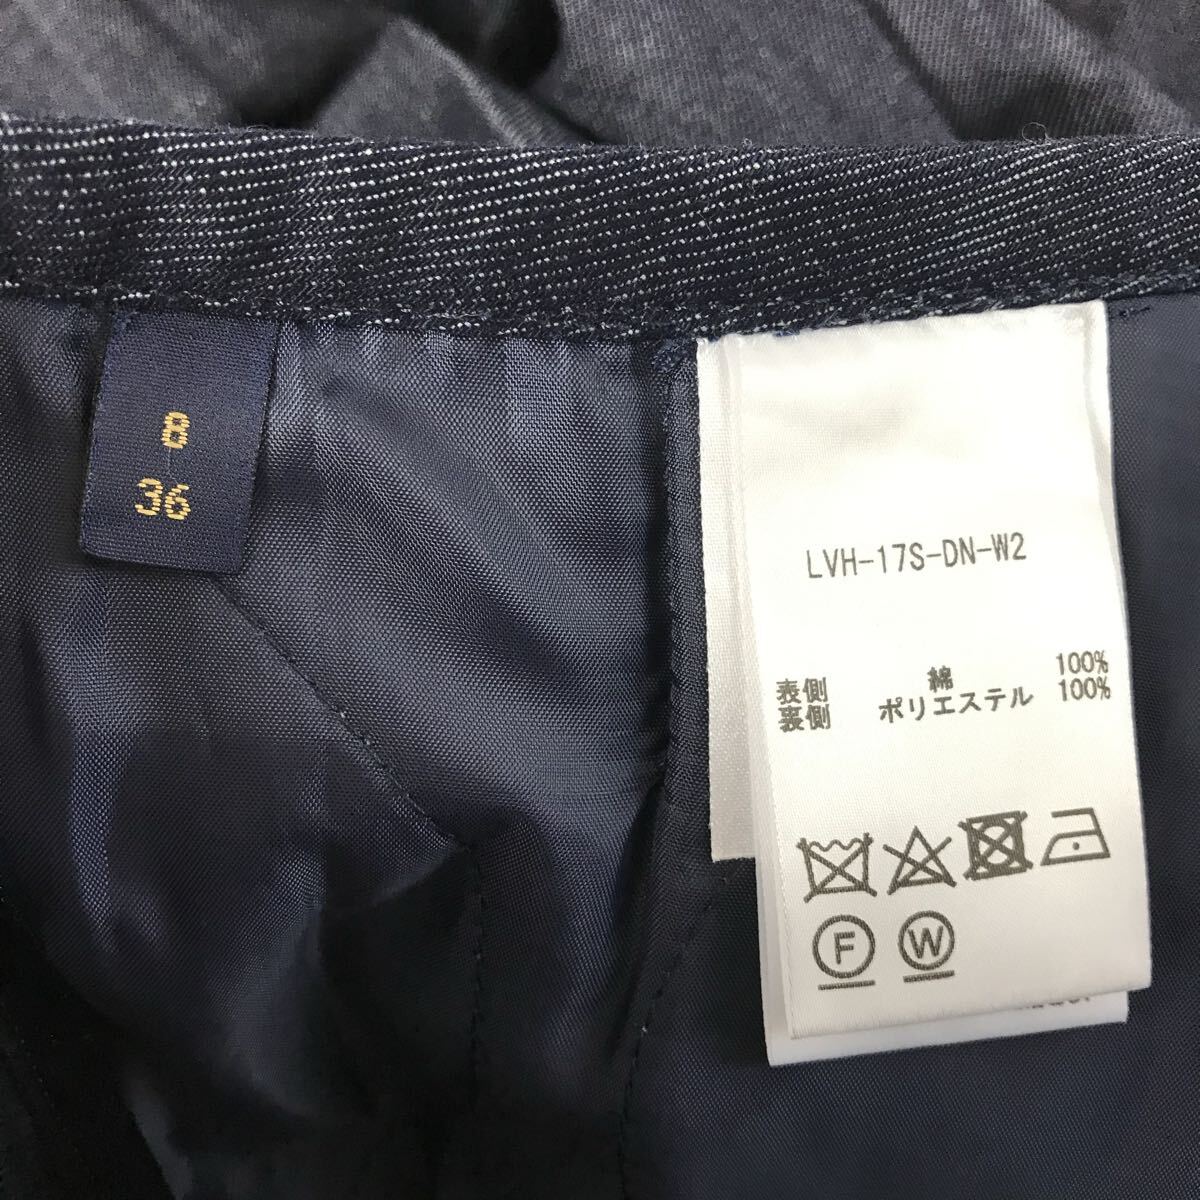 8
36
LVH-17S-DN-W2
表側 綿 100%
裏側 ポリエステル 100%
F W